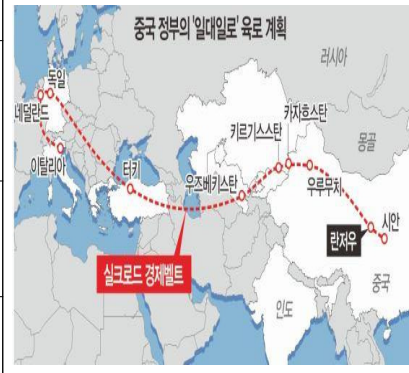 중국 정부의 '일대일로' 육로 계획
러시아
독일
네덜란드
카자흐스탄
몽골
키르기스스탄
이탈리아
터키
우즈베키스탄
우루무치
시안
란저우
실크로드 경제벨트
중국
인도